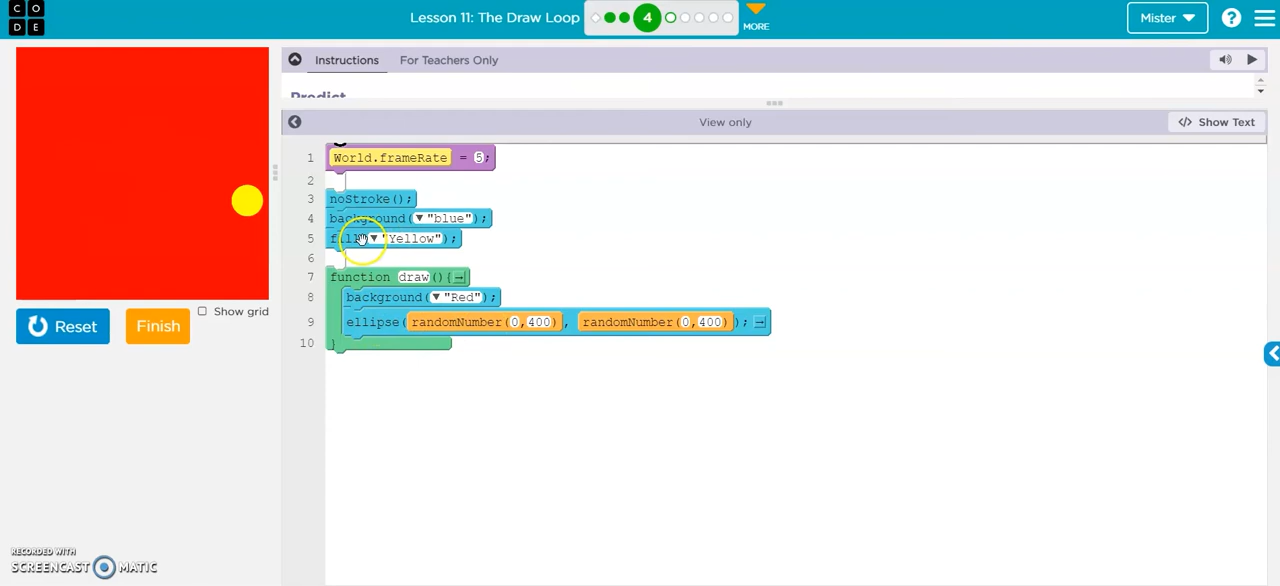 CO
DE
Lesson 11: The Draw Loop
4
MORE
Mister
?
Instructions
For Teachers Only
Predict
View only
</> Show Text
1 World.frameRate = 5;
2
3 noStroke();
4 background("blue");
5 "Yellow");
6
7 function draw(){
8 background("Red");
9 ellipse(randomNumber(0,400), randomNumber(0,400));
10 }
Reset
Finish
Show grid
RECORDED WITH
SCREENCAST MATIC